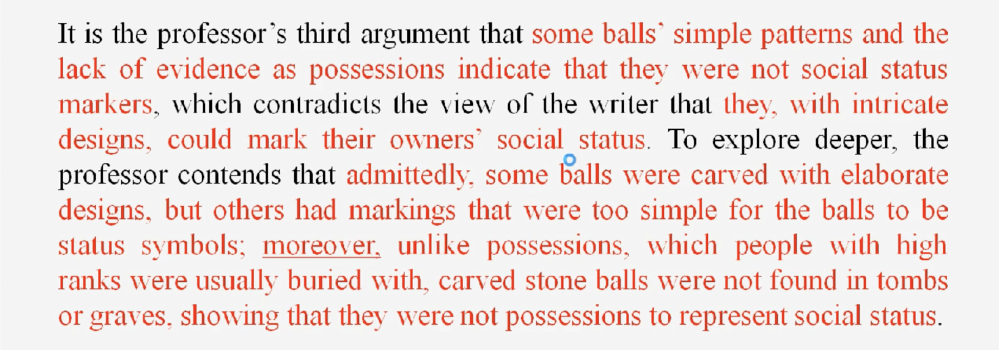 It is the professor's third argument that some balls' simple patterns and the
lack of evidence as possessions indicate that they were not social status
markers, which contradicts the view of the writer that they, with intricate
designs, could mark their owners' social status. To explore deeper, the
professor contends that admittedly, some balls were carved with elaborate
designs, but others had markings that were too simple for the balls to be
status symbols; moreover, unlike possessions, which people with high
ranks were usually buried with, carved stone balls were not found in tombs
or graves, showing that they were not possessions to represent social status.